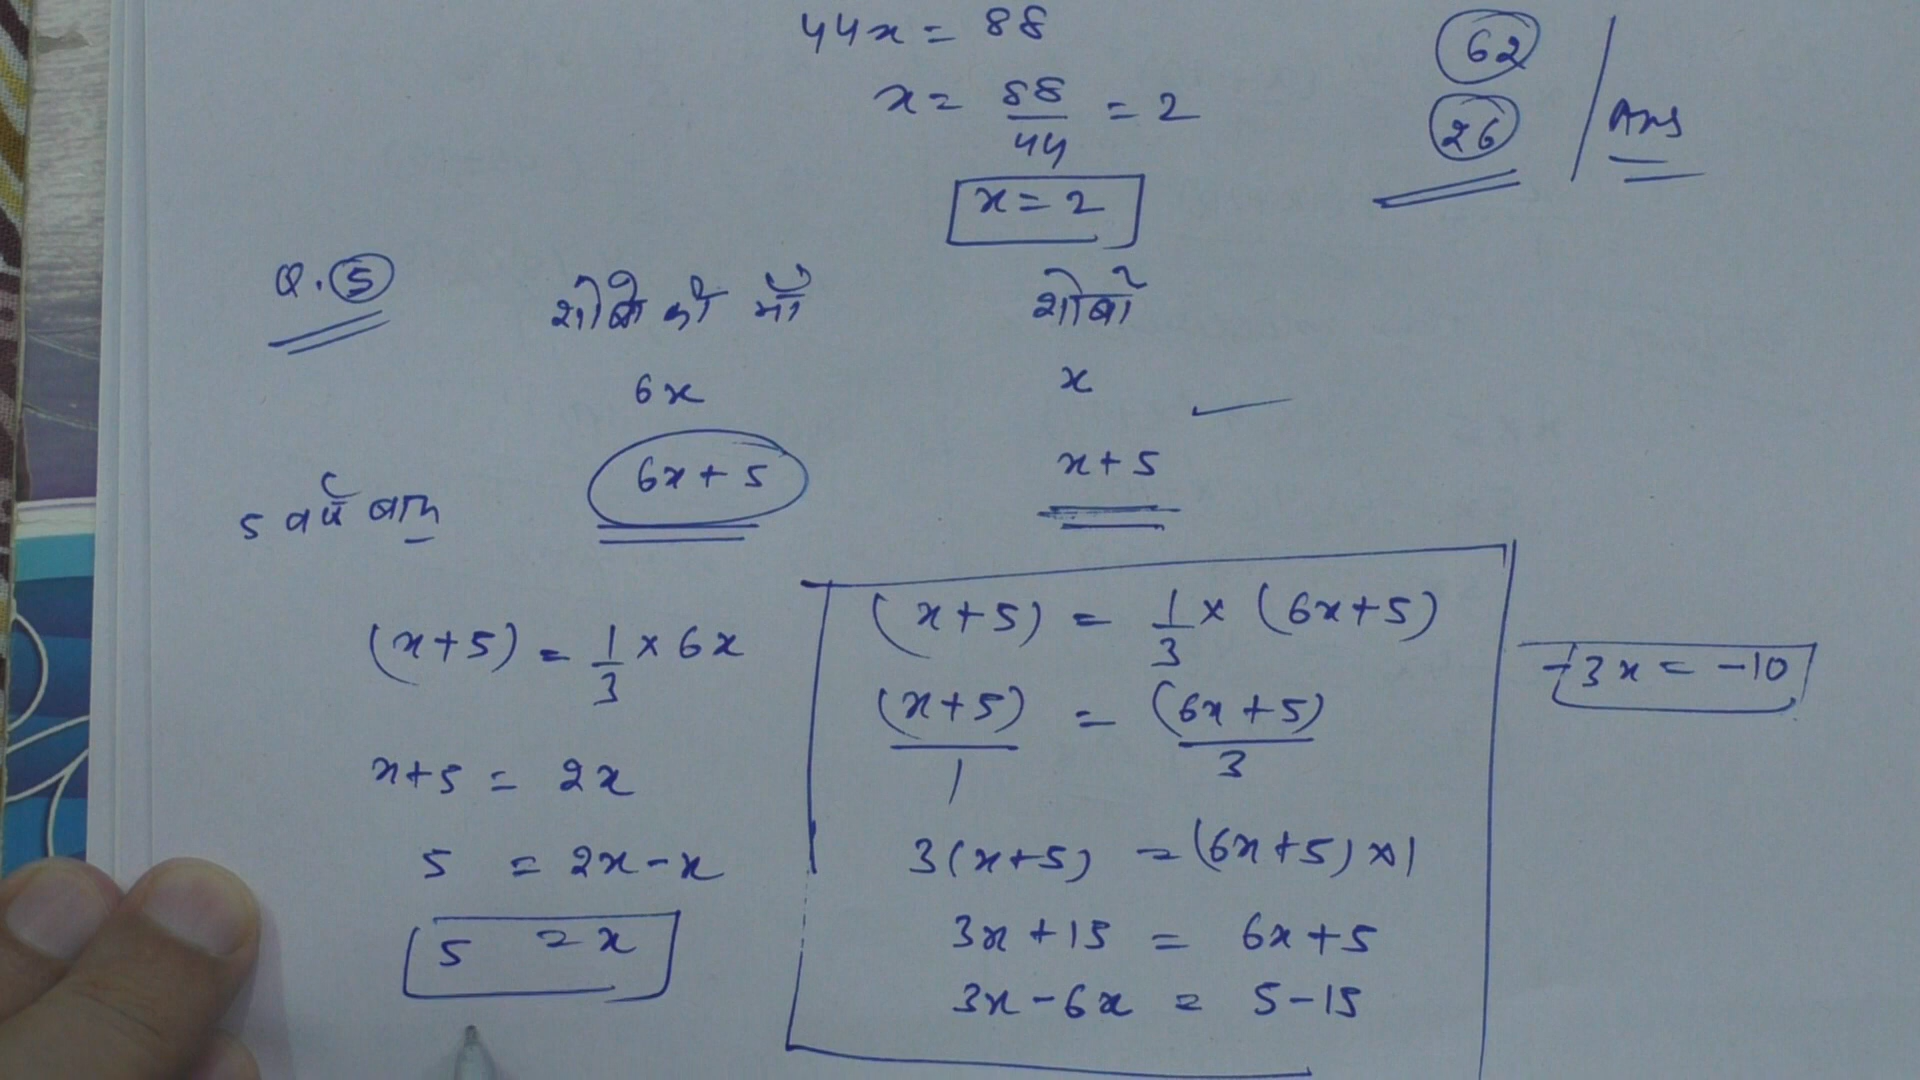 44x = 88
x = 88/44 = 2
x = 2
62
26
Ans
Q.5
शोबो की माँ
शोबो
6x
x
5 वर्ष बाद
6x + 5
x + 5
(x+5) = 1/3 × 6x
x+5 = 2x
5 = 2x - x
5 = x
(x+5) = 1/3 × (6x+5)
(x+5)/1 = (6x+5)/3
3(x+5) = (6x+5) × 1
3x + 15 = 6x + 5
3x - 6x = 5 - 15
-3x = -10